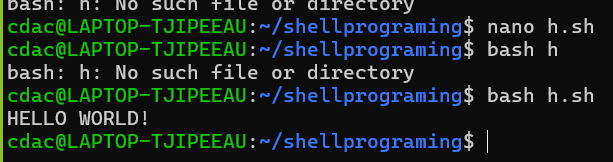 bash: h: No such file or directory
cdac@LAPTOP-TJIPEEAU:~/shellprograming$ nano h.sh
cdac@LAPTOP-TJIPEEAU:~/shellprograming$ bash h
bash: h: No such file or directory
cdac@LAPTOP-TJIPEEAU:~/shellprograming$ bash h.sh
HELLO WORLD!
cdac@LAPTOP-TJIPEEAU:~/shellprograming$